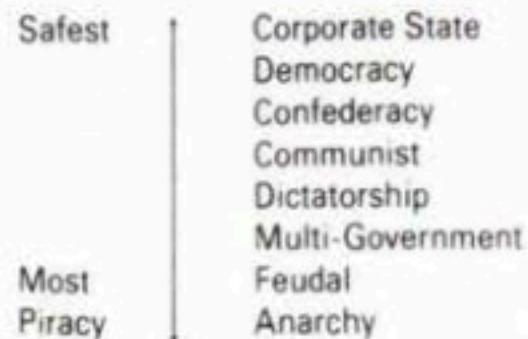 Safest Corporate State
Democracy
Confederacy
Communist
Dictatorship
Multi-Government
Most Feudal
Piracy Anarchy